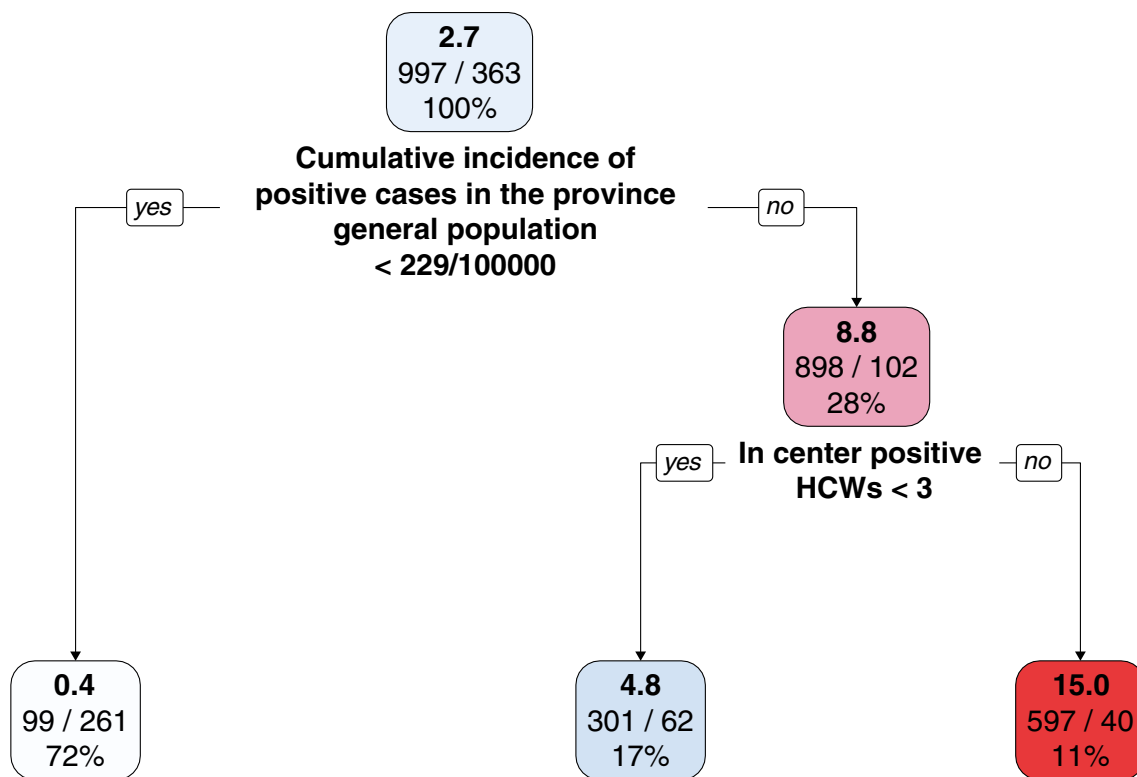 2.7
997 / 363
100%
Cumulative incidence of
positive cases in the province
general population
< 229/100000
yes
no
8.8
898 / 102
28%
In center positive
HCWs < 3
yes
no
0.4
99 / 261
72%
4.8
301 / 62
17%
15.0
597 / 40
11%